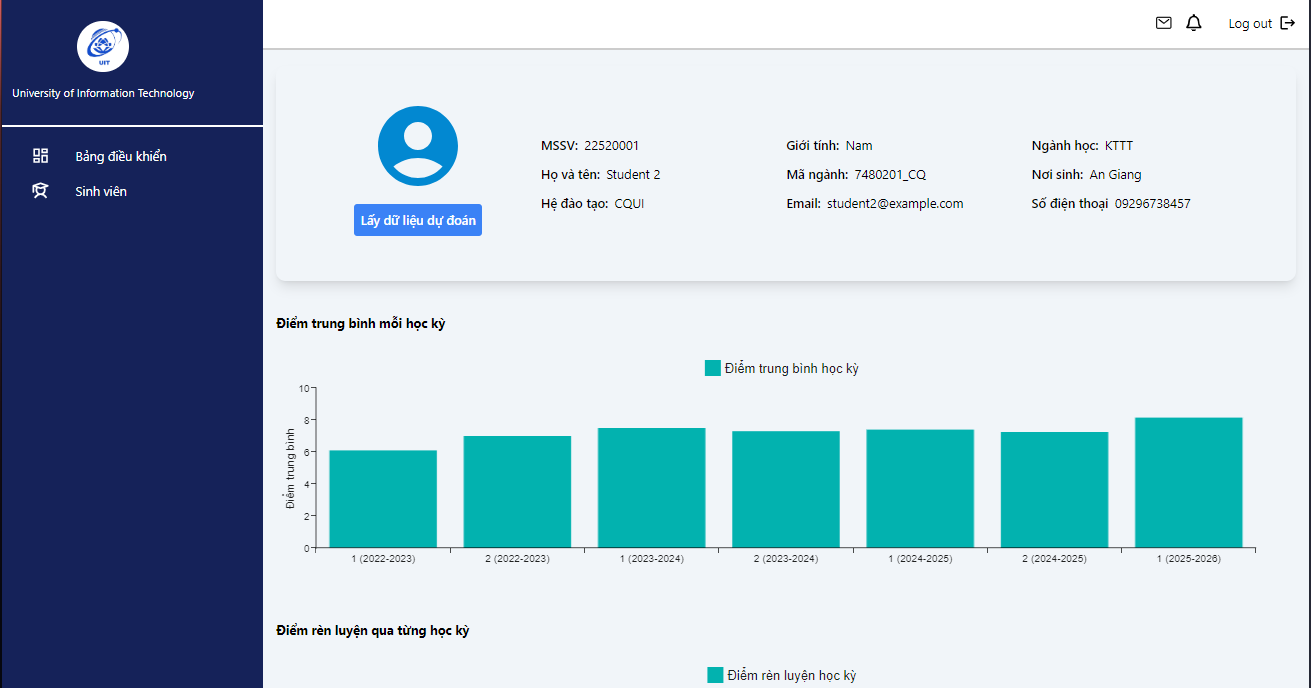 UIT
University of Information Technology
Bảng điều khiển
Sinh viên
Log out
Lấy dữ liệu dự đoán
MSSV: 22520001
Họ và tên: Student 2
Hệ đào tạo: CQUI
Giới tính: Nam
Mã ngành: 7480201_CQ
Email: student2@example.com
Ngành học: KTTT
Nơi sinh: An Giang
Số điện thoại 09296738457
Điểm trung bình mỗi học kỳ
Điểm trung bình học kỳ
Điểm trung bình
10
8
6
4
2
0
1 (2022-2023)
2 (2022-2023)
1 (2023-2024)
2 (2023-2024)
1 (2024-2025)
2 (2024-2025)
1 (2025-2026)
Điểm rèn luyện qua từng học kỳ
Điểm rèn luyện học kỳ